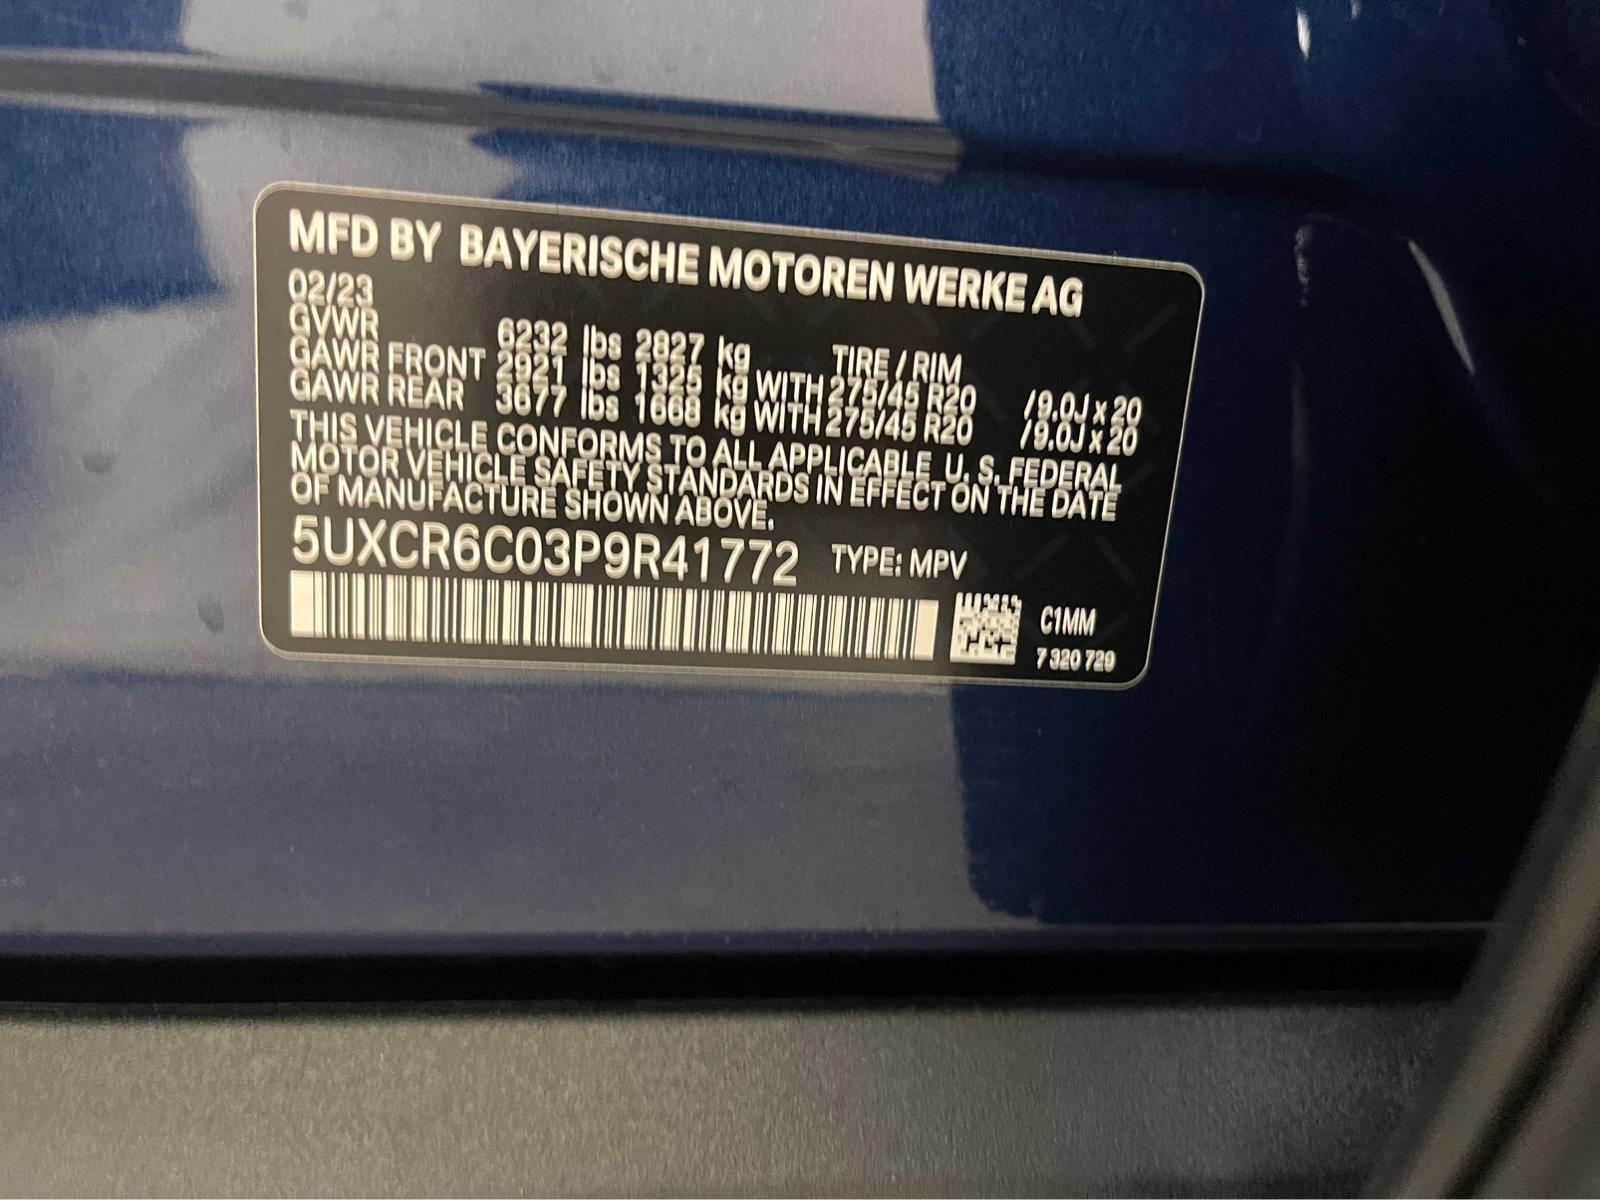 MFD BY BAYERISCHE MOTOREN WERKE AG
02/23
GVWR 6232 lbs 2827 kg TIRE / RIM
GAWR FRONT 2921 lbs 1325 kg WITH 275/45 R20 /9.0J x 20
GAWR REAR 3677 lbs 1668 kg WITH 275/45 R20 /9.0J x 20
THIS VEHICLE CONFORMS TO ALL APPLICABLE U. S. FEDERAL
MOTOR VEHICLE SAFETY STANDARDS IN EFFECT ON THE DATE
OF MANUFACTURE SHOWN ABOVE.
5UXCR6C03P9R41772 TYPE: MPV
C1MM
7 320 729